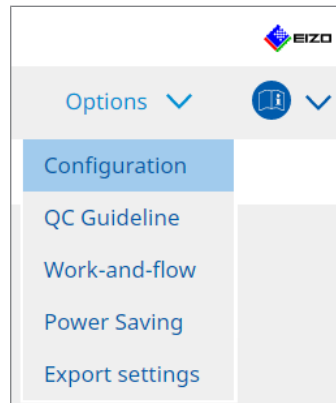 EIZO
Options
Configuration
QC Guideline
Work-and-flow
Power Saving
Export settings